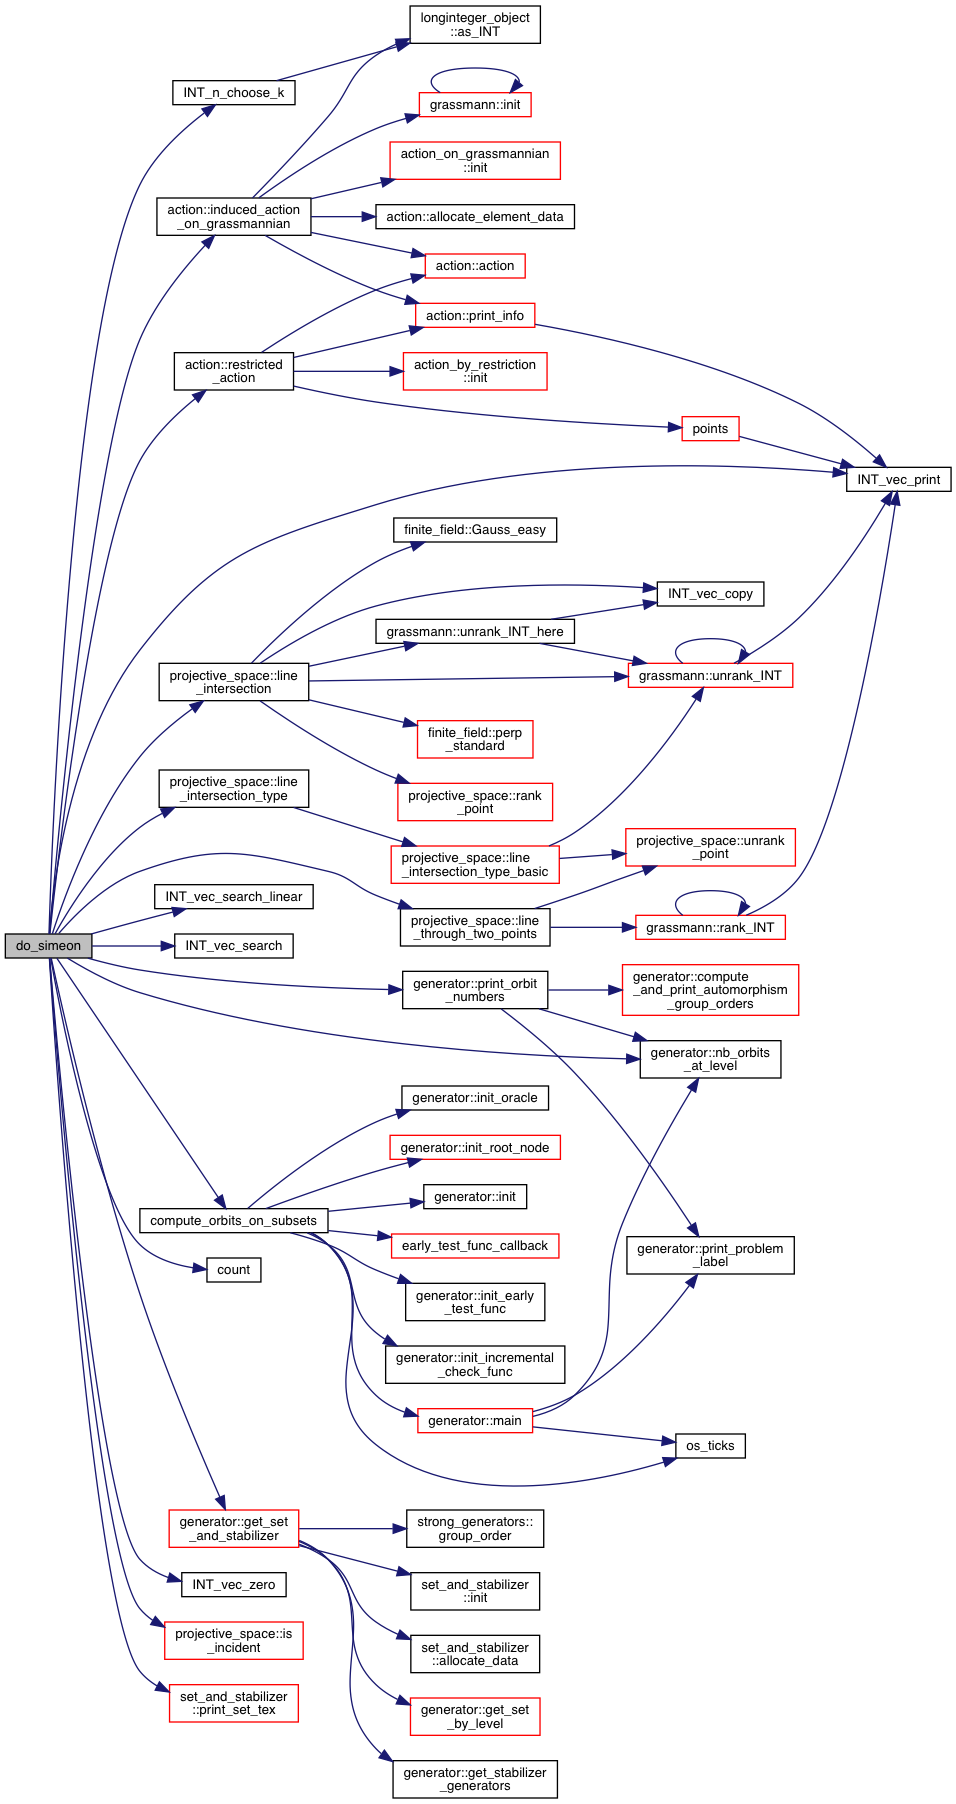 longinteger_object
::as_INT
INT_n_choose_k
grassmann::init
action_on_grassmannian
::init
action::induced_action
_on_grassmannian
action::allocate_element_data
action::action
action::print_info
action::restricted
_action
action_by_restriction
::init
points
INT_vec_print
finite_field::Gauss_easy
INT_vec_copy
grassmann::unrank_INT_here
projective_space::line
_intersection
grassmann::unrank_INT
finite_field::perp
_standard
projective_space::line
_intersection_type
projective_space::rank
_point
projective_space::line
_intersection_type_basic
projective_space::unrank
_point
INT_vec_search_linear
projective_space::line
_through_two_points
grassmann::rank_INT
do_simeon
INT_vec_search
generator::print_orbit
_numbers
generator::compute
_and_print_automorphism
_group_orders
generator::nb_orbits
_at_level
generator::init_oracle
generator::init_root_node
generator::init
compute_orbits_on_subsets
early_test_func_callback
generator::print_problem
_label
count
generator::init_early
_test_func
generator::init_incremental
_check_func
generator::main
os_ticks
generator::get_set
_and_stabilizer
strong_generators::
group_order
INT_vec_zero
set_and_stabilizer
::init
projective_space::is
_incident
set_and_stabilizer
::allocate_data
set_and_stabilizer
::print_set_tex
generator::get_set
_by_level
generator::get_stabilizer
_generators